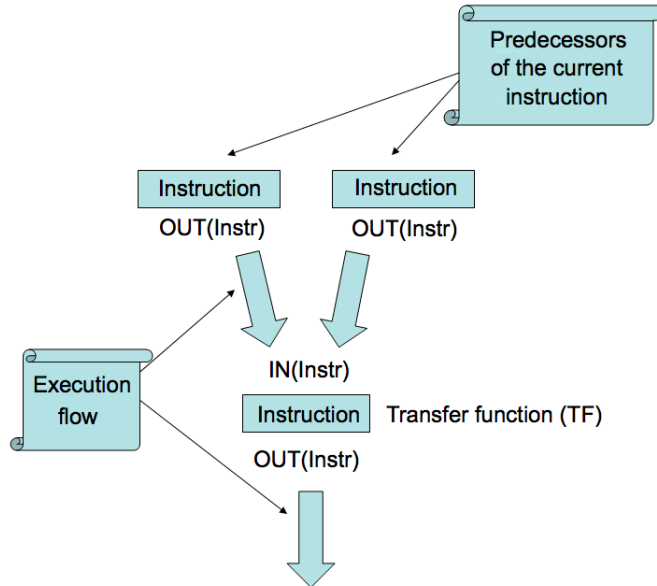 Predecessors
of the current
instruction
Instruction
Instruction
OUT(Instr)
OUT(Instr)
IN(Instr)
Execution
flow
Instruction
Transfer function (TF)
OUT(Instr)